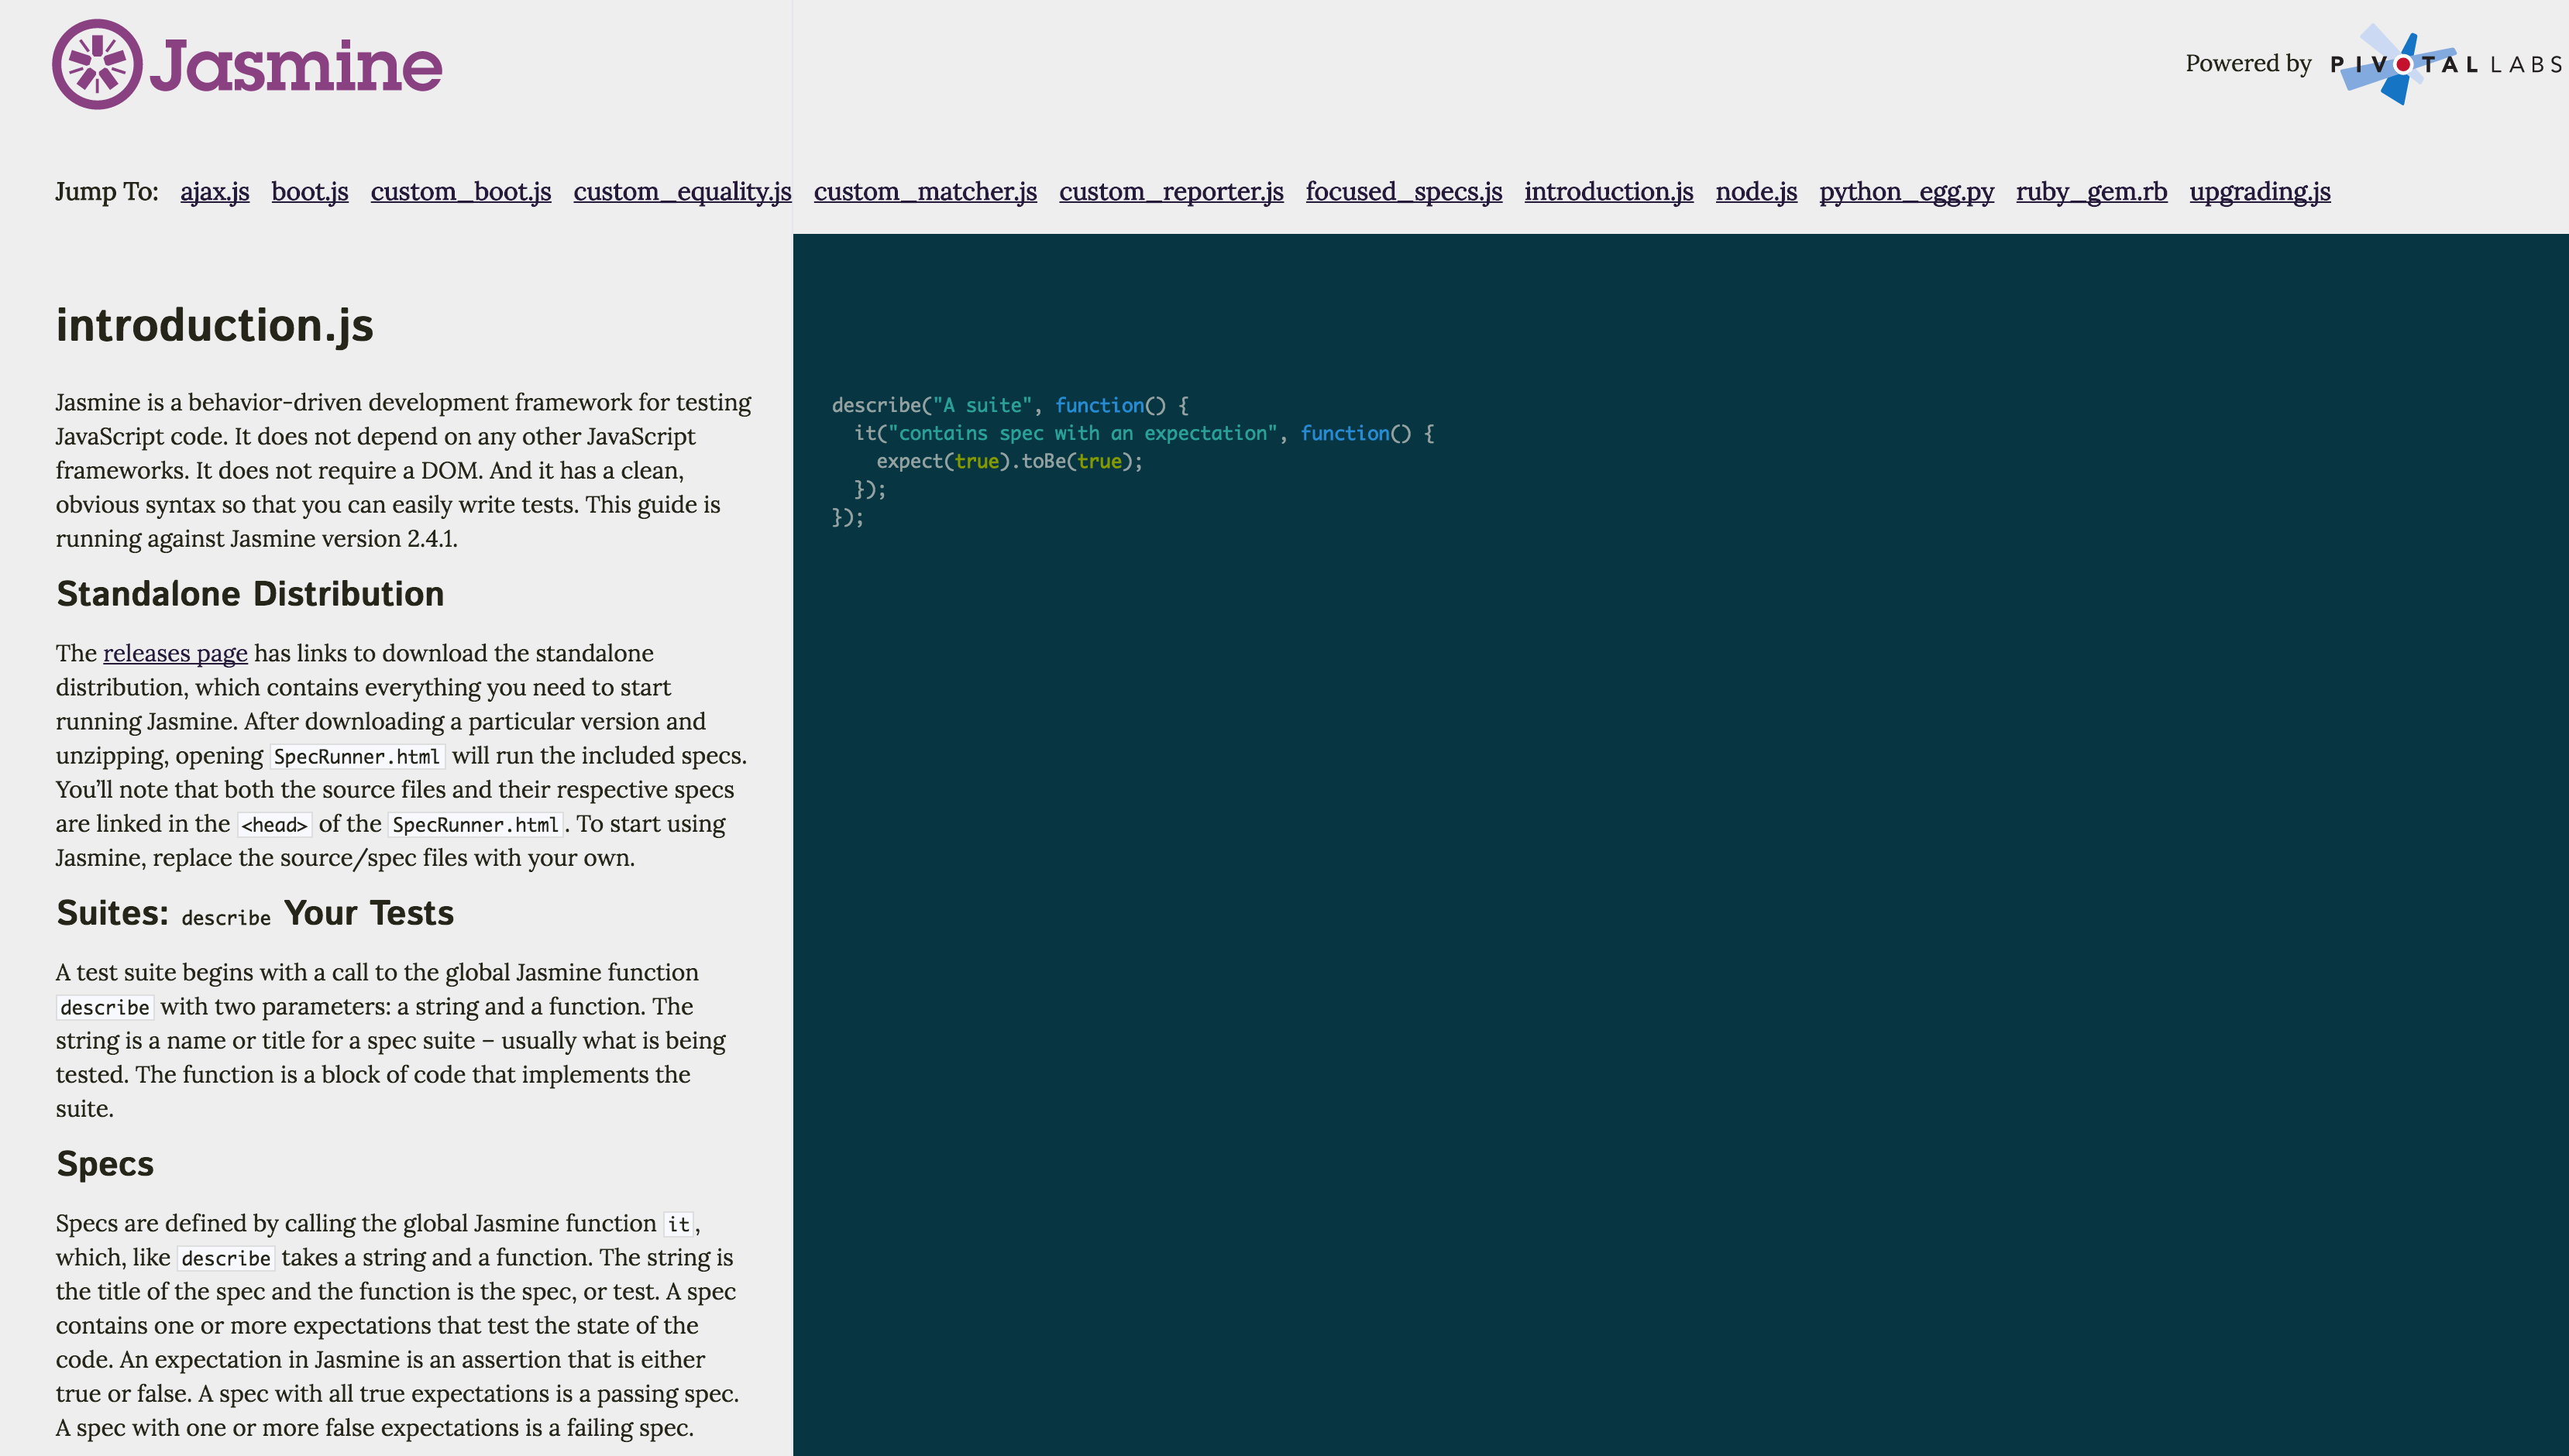 Jasmine
Powered by PIVOTAL LABS
Jump To: ajax.js boot.js custom_boot.js custom_equality.js custom_matcher.js custom_reporter.js focused_specs.js introduction.js node.js python_egg.py ruby_gem.rb upgrading.js
introduction.js
Jasmine is a behavior-driven development framework for testing
JavaScript code. It does not depend on any other JavaScript
frameworks. It does not require a DOM. And it has a clean,
obvious syntax so that you can easily write tests. This guide is
running against Jasmine version 2.4.1.
Standalone Distribution
The releases page has links to download the standalone
distribution, which contains everything you need to start
running Jasmine. After downloading a particular version and
unzipping, opening SpecRunner.html will run the included specs.
You’ll note that both the source files and their respective specs
are linked in the <head> of the SpecRunner.html. To start using
Jasmine, replace the source/spec files with your own.
Suites: describe Your Tests
A test suite begins with a call to the global Jasmine function
describe with two parameters: a string and a function. The
string is a name or title for a spec suite – usually what is being
tested. The function is a block of code that implements the
suite.
Specs
Specs are defined by calling the global Jasmine function it,
which, like describe takes a string and a function. The string is
the title of the spec and the function is the spec, or test. A spec
contains one or more expectations that test the state of the
code. An expectation in Jasmine is an assertion that is either
true or false. A spec with all true expectations is a passing spec.
A spec with one or more false expectations is a failing spec.
describe("A suite", function() {
  it("contains spec with an expectation", function() {
    expect(true).toBe(true);
  });
});